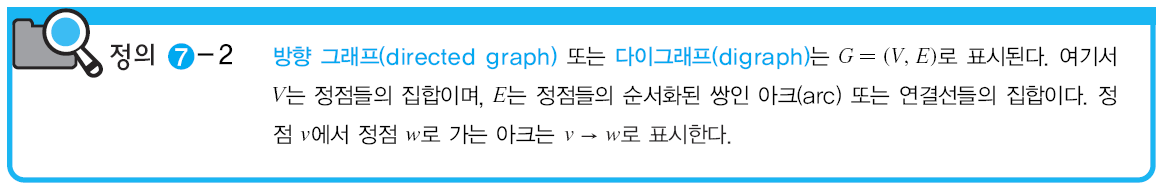 정의 7-2 방향 그래프(directed graph) 또는 다이그래프(digraph)는 G = (V, E)로 표시된다. 여기서
V는 정점들의 집합이며, E는 정점들의 순서화된 쌍인 아크(arc) 또는 연결선들의 집합이다. 정
점 v에서 정점 w로 가는 아크는 v → w로 표시한다.